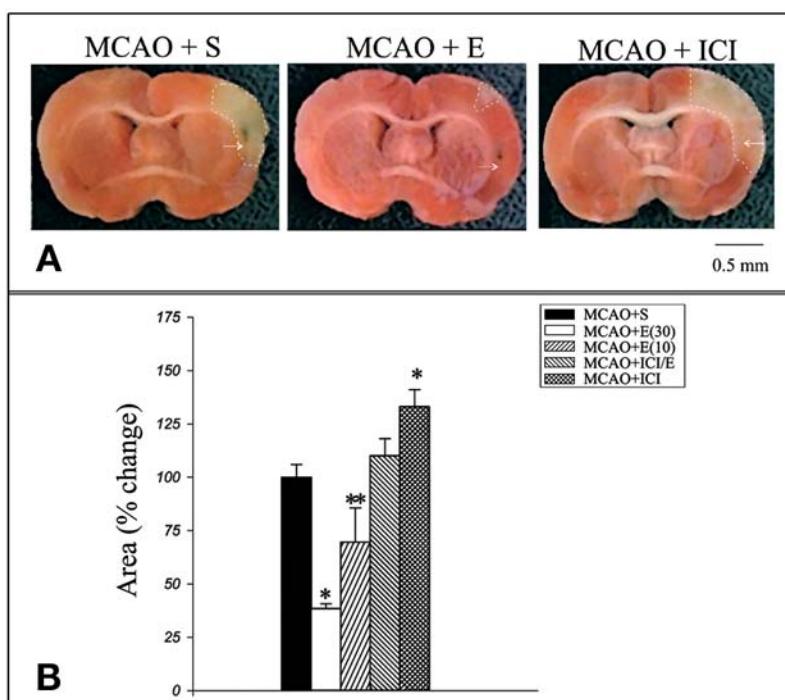 MCAO + S MCAO + E MCAO + ICI
A
0.5 mm
175
150
125
100
75
50
25
0
Area (% change)
*
**
*
MCAO+S
MCAO+E(30)
MCAO+E(10)
MCAO+ICI/E
MCAO+ICI
B